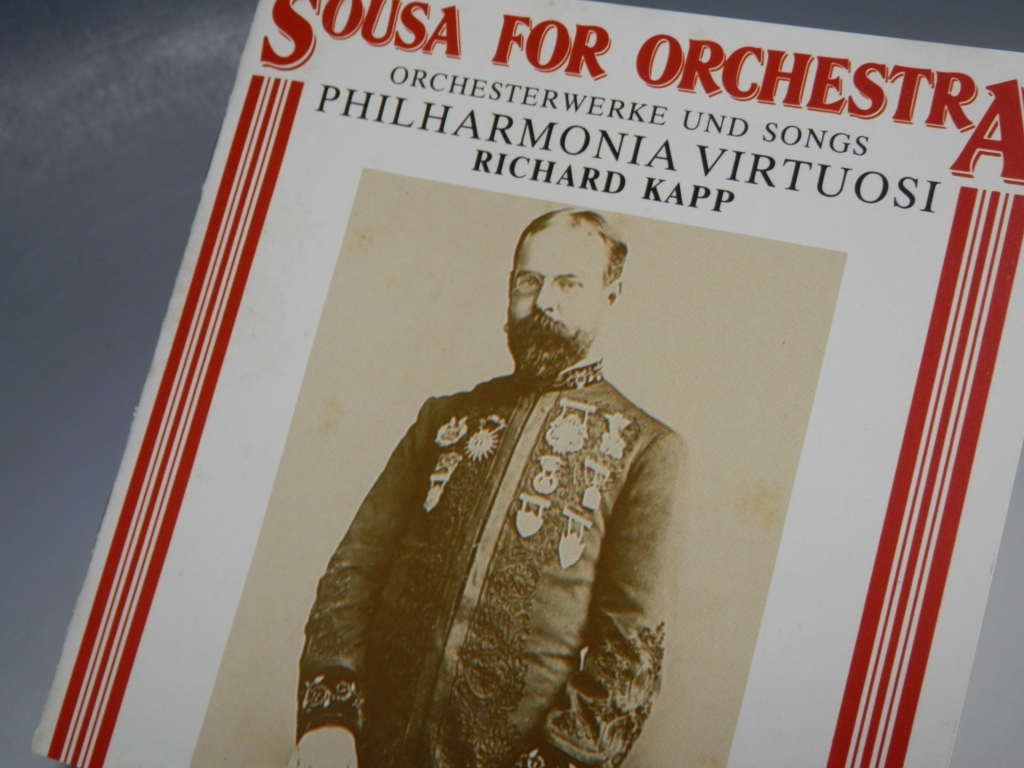 SOUSA FOR ORCHESTRA
ORCHESTERWERKE UND SONGS
PHILHARMONIA VIRTUOSI
RICHARD KAPP